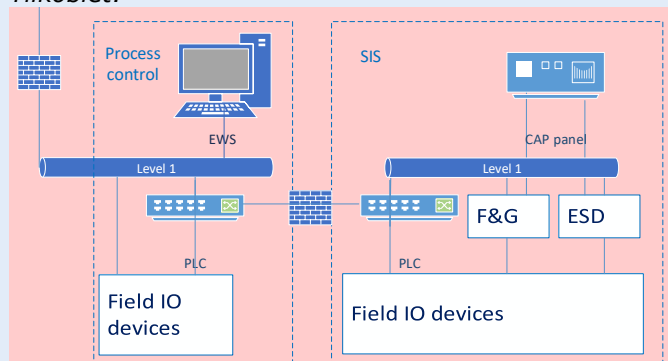 Process
control
SIS
EWS
CAP panel
Level 1
Level 1
F&G
ESD
PLC
PLC
Field IO
devices
Field IO devices